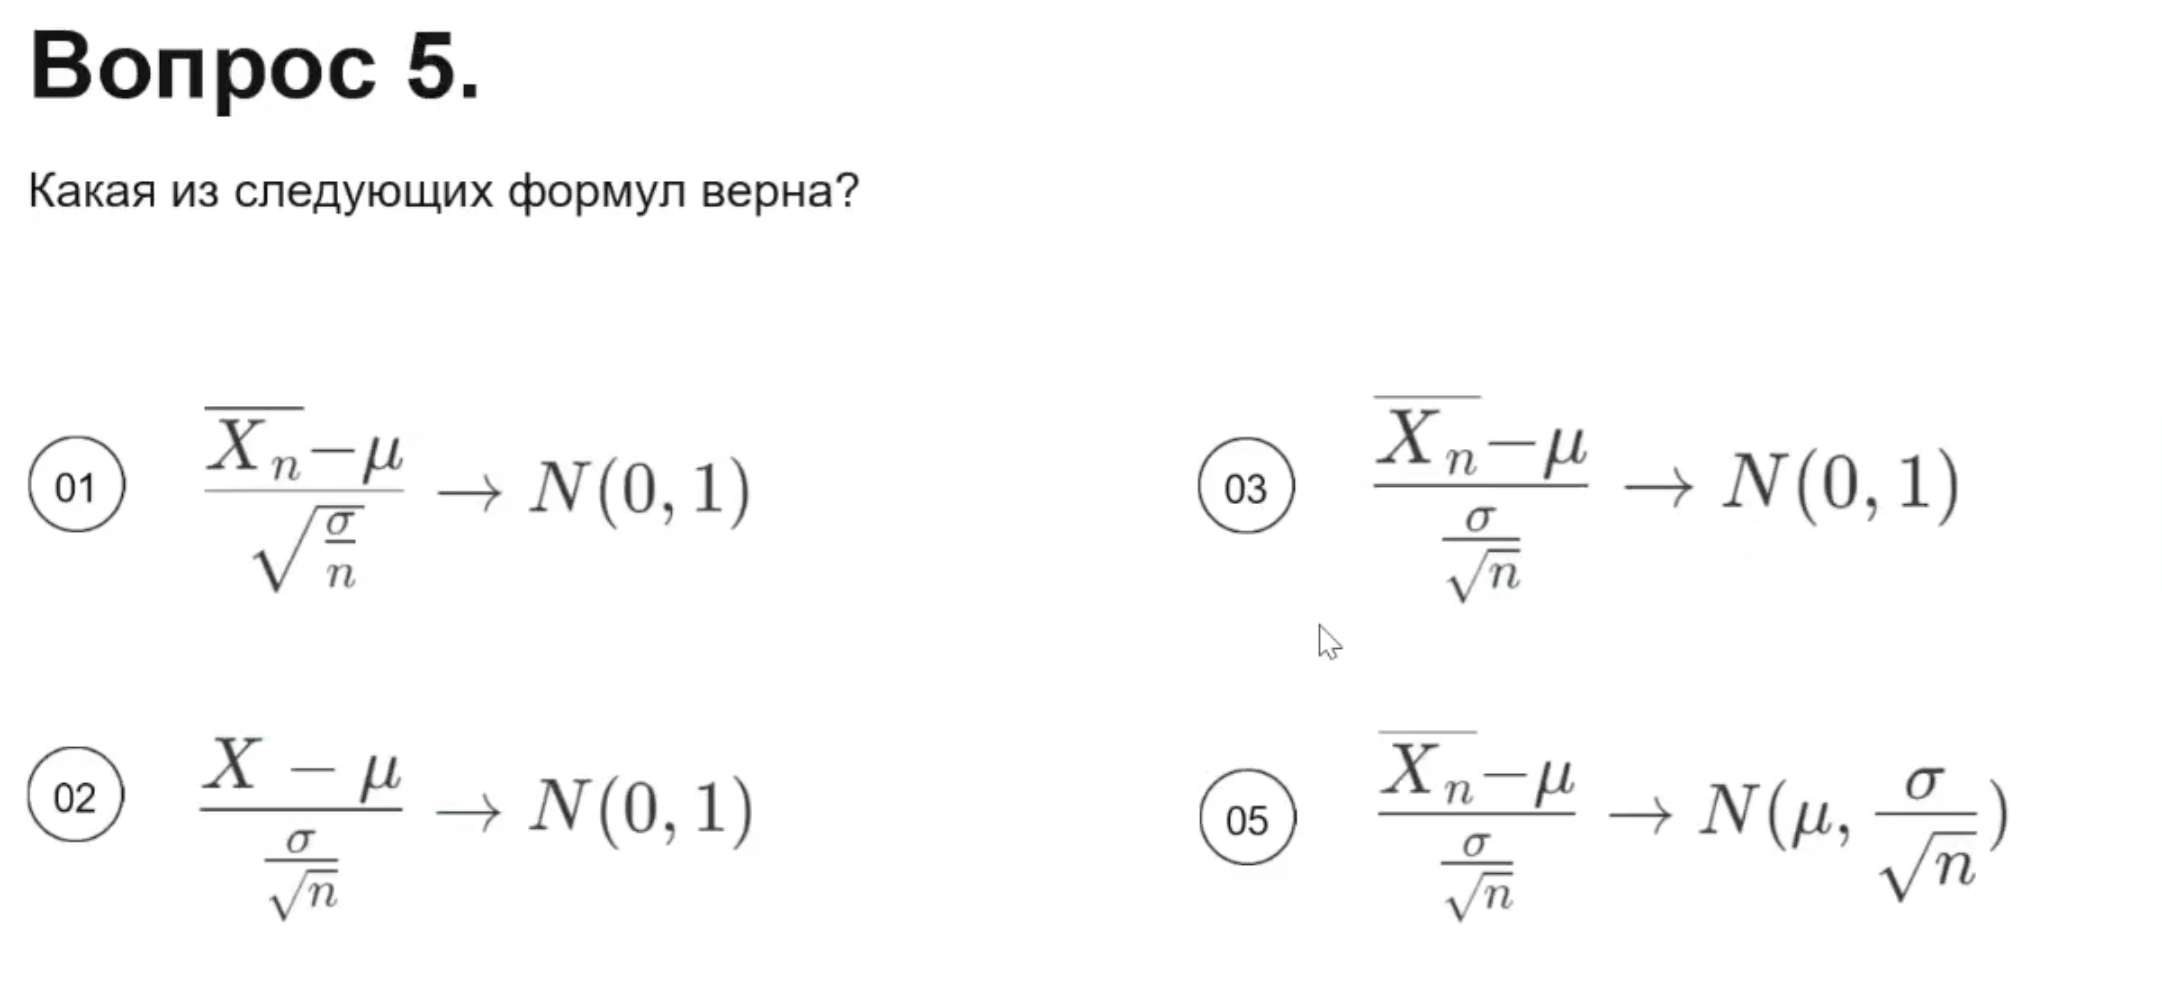 Вопрос 5.
Какая из следующих формул верна?
01 $\frac{\overline{X_n}-\mu}{\sqrt{\frac{\sigma}{n}}} \to N(0,1)$
02 $\frac{X-\mu}{\frac{\sigma}{\sqrt{n}}} \to N(0,1)$
03 $\frac{\overline{X_n}-\mu}{\frac{\sigma}{\sqrt{n}}} \to N(0,1)$
05 $\frac{\overline{X_n}-\mu}{\frac{\sigma}{\sqrt{n}}} \to N(\mu,\frac{\sigma}{\sqrt{n}})$